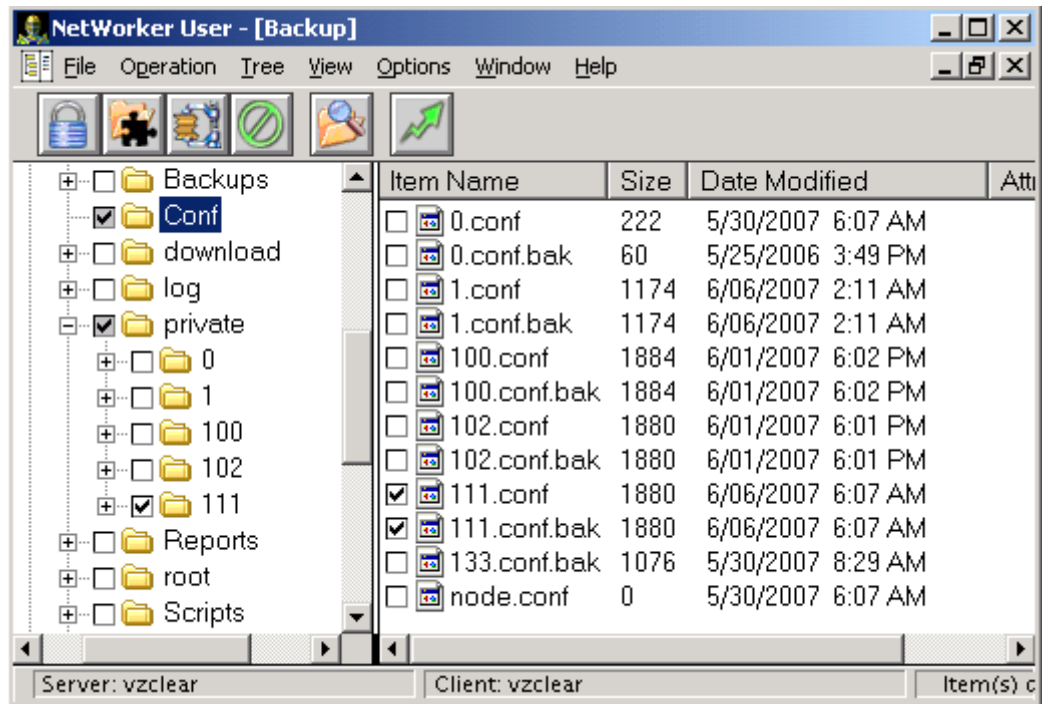 NetWorker User - [Backup]
File Operation Tree View Options Window Help
Backups
Conf
download
log
private
0
1
100
102
111
Reports
root
Scripts
Item Name Size Date Modified
0.conf 222 5/30/2007 6:07 AM
0.conf.bak 60 5/25/2006 3:49 PM
1.conf 1174 6/06/2007 2:11 AM
1.conf.bak 1174 6/06/2007 2:11 AM
100.conf 1884 6/01/2007 6:02 PM
100.conf.bak 1884 6/01/2007 6:02 PM
102.conf 1880 6/01/2007 6:01 PM
102.conf.bak 1880 6/01/2007 6:01 PM
111.conf 1880 6/06/2007 6:07 AM
111.conf.bak 1880 6/06/2007 6:07 AM
133.conf.bak 1076 5/30/2007 8:29 AM
node.conf 0 5/30/2007 6:07 AM
Server: vzclear Client: vzclear Item(s)